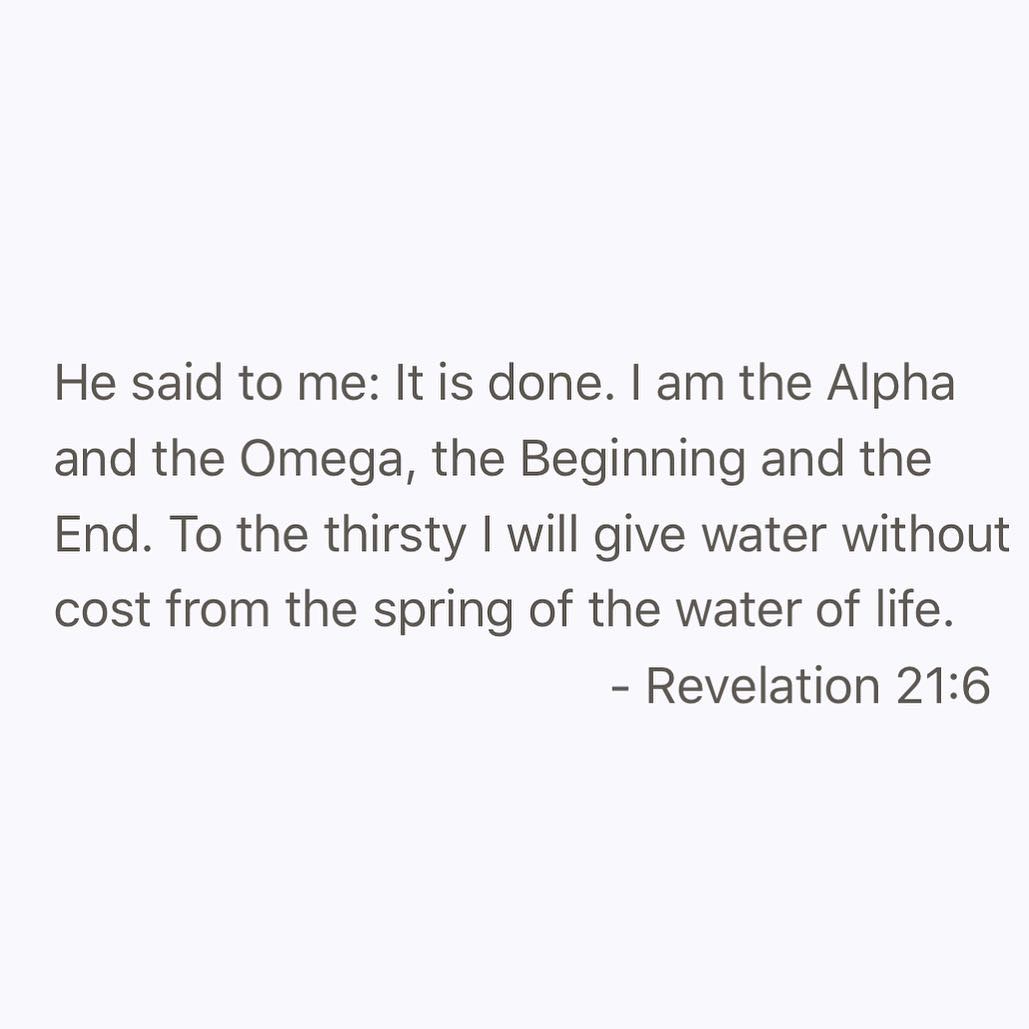 He said to me: It is done. I am the Alpha
and the Omega, the Beginning and the
End. To the thirsty I will give water without
cost from the spring of the water of life.
- Revelation 21:6